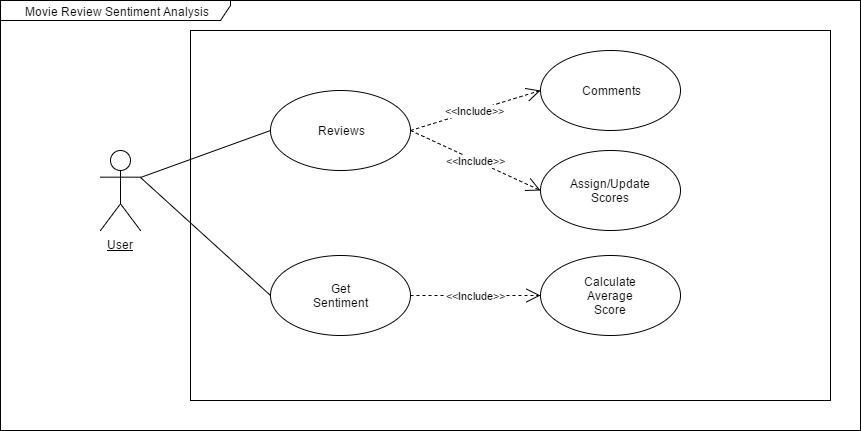 Movie Review Sentiment Analysis
Comments
<<Include>>
Reviews
<<Include>>
Assign/Update
Scores
User
Get
Sentiment
<<Include>>
Calculate
Average
Score